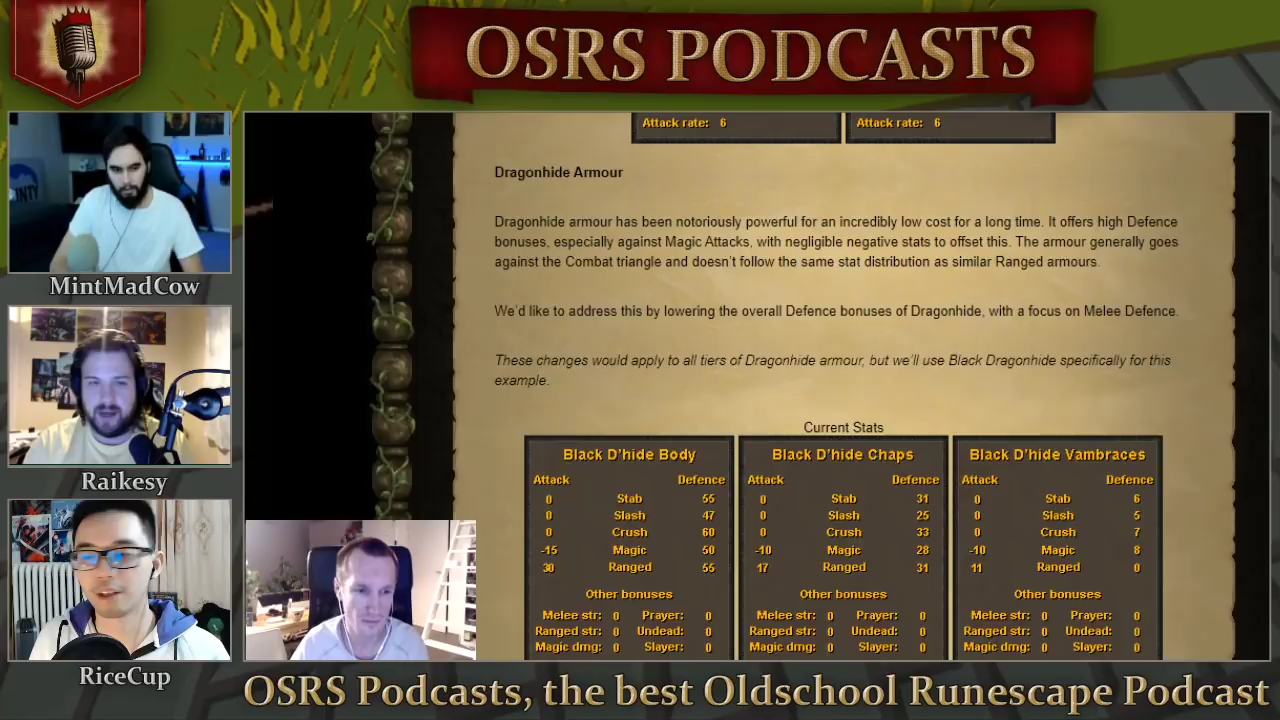 OSRS PODCASTS
MintMadCow
Raikesy
RiceCup
Attack rate: 6
Attack rate: 6
Dragonhide Armour
Dragonhide armour has been notoriously powerful for an incredibly low cost for a long time. It offers high Defence
bonuses, especially against Magic Attacks, with negligible negative stats to offset this. The armour generally goes
against the Combat triangle and doesn't follow the same stat distribution as similar Ranged armours.
We'd like to address this by lowering the overall Defence bonuses of Dragonhide, with a focus on Melee Defence.
These changes would apply to all tiers of Dragonhide armour, but we'll use Black Dragonhide specifically for this
example.
Current Stats
Black D'hide Body
Attack Defence
0 Stab 55
0 Slash 47
0 Crush 60
-15 Magic 50
30 Ranged 55
Other bonuses
Melee str: 0 Prayer: 0
Ranged str: 0 Undead: 0
Magic dmg: 0 Slayer: 0
Black D'hide Chaps
Attack Defence
0 Stab 31
0 Slash 25
0 Crush 33
-10 Magic 28
17 Ranged 31
Other bonuses
Melee str: 0 Prayer: 0
Ranged str: 0 Undead: 0
Magic dmg: 0 Slayer: 0
Black D'hide Vambraces
Attack Defence
0 Stab 6
0 Slash 5
0 Crush 7
-10 Magic 8
11 Ranged 0
Other bonuses
Melee str: 0 Prayer: 0
Ranged str: 0 Undead: 0
Magic dmg: 0 Slayer: 0
OSRS Podcasts, the best Oldschool Runescape Podcast